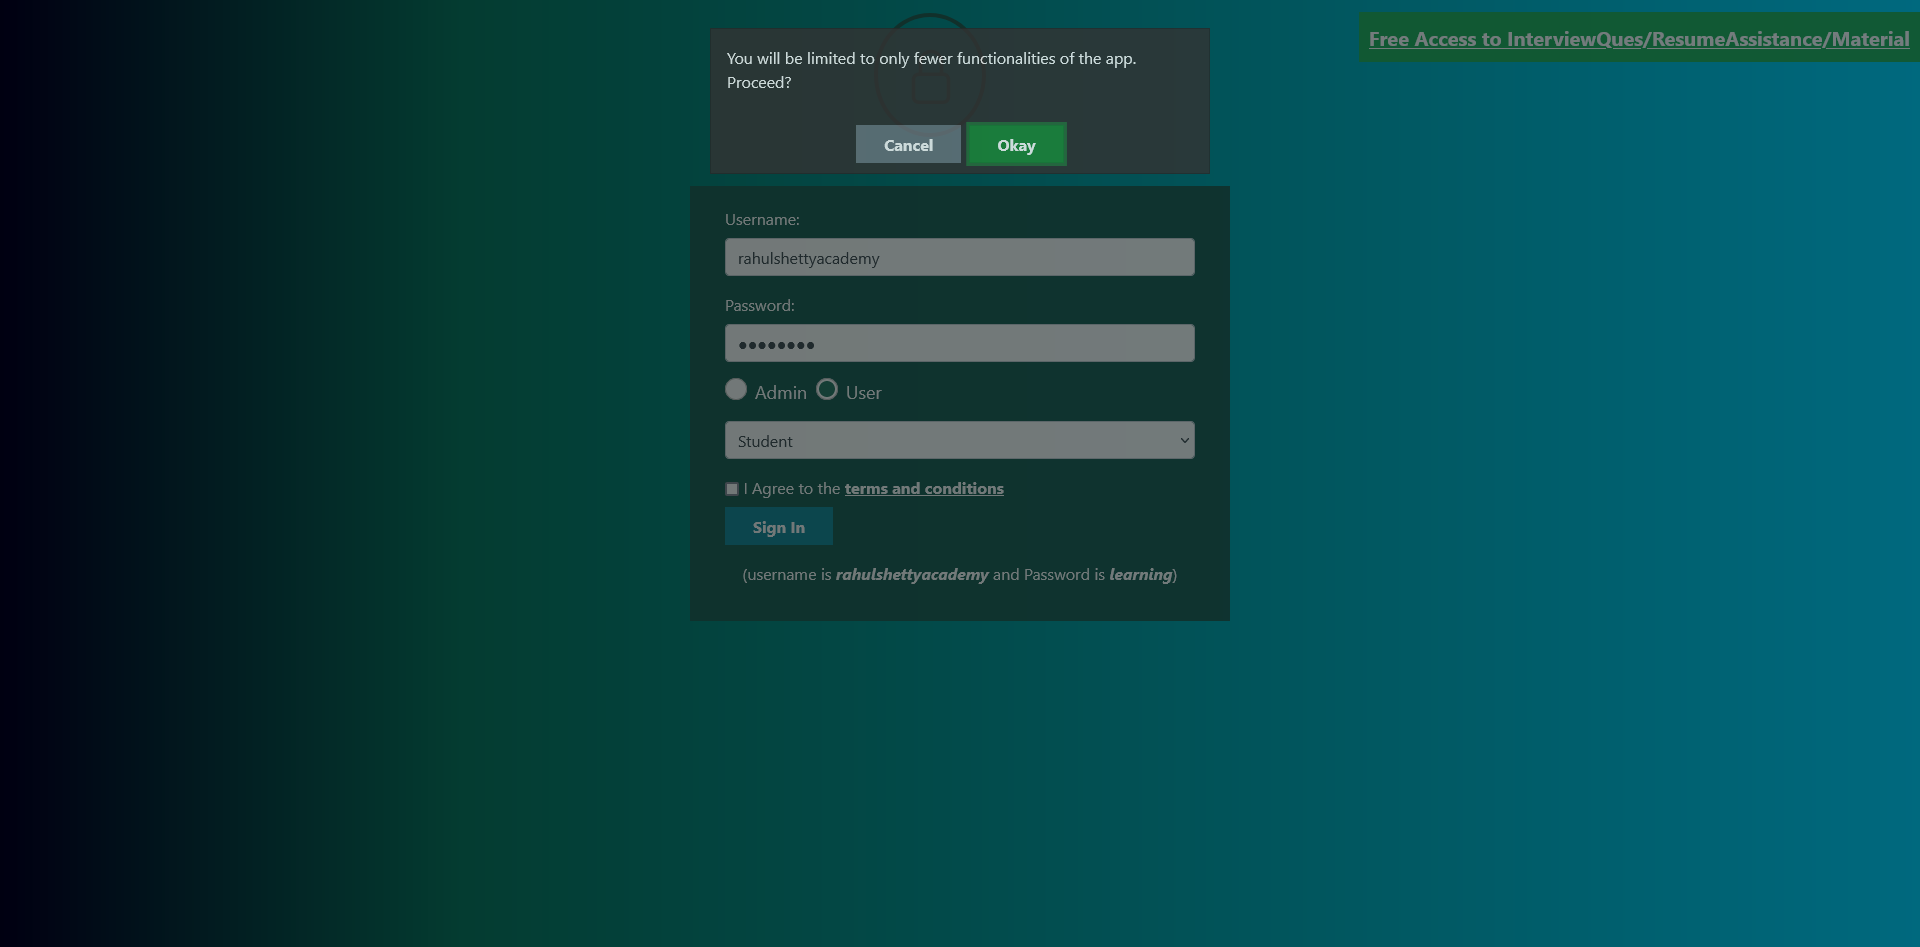 Free Access to InterviewQues/ResumeAssistance/Material
You will be limited to only fewer functionalities of the app.
Proceed?
Cancel Okay
Username:
rahulshettyacademy
Password:
••••••••
Admin User
Student
I Agree to the terms and conditions
Sign In
(username is rahulshettyacademy and Password is learning)